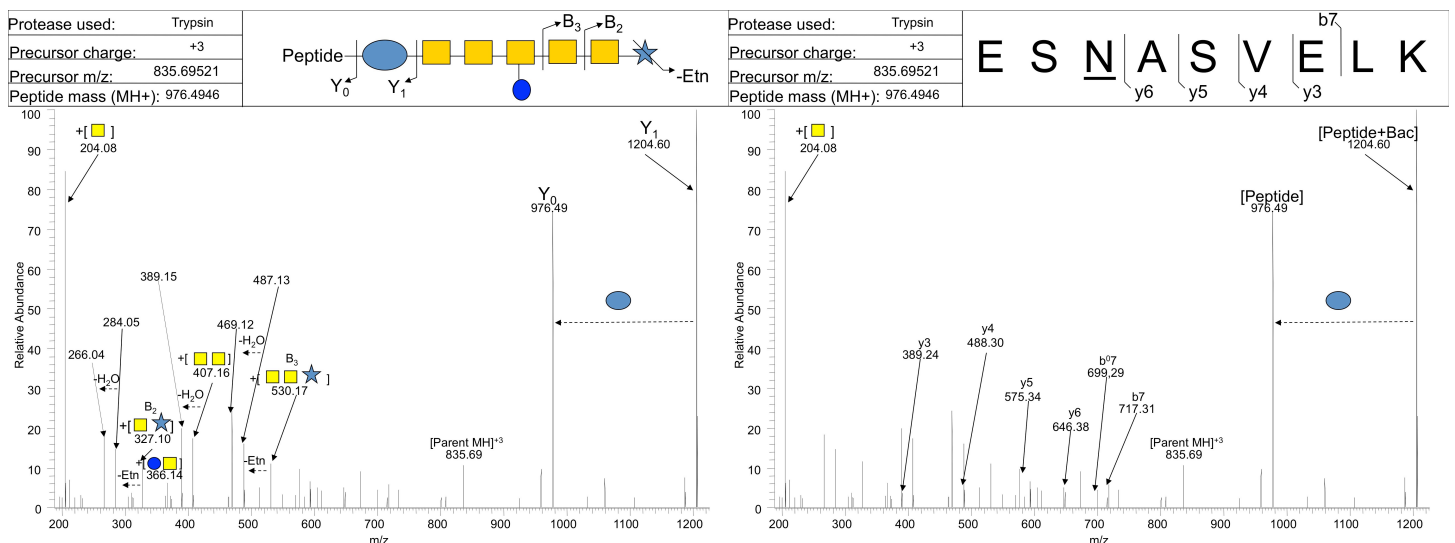 Protease used: Trypsin
Precursor charge: +3
Precursor m/z: 835.69521
Peptide mass (MH+): 976.4946
Peptide
B3
B2
-Etn
Y0
Y1
Protease used: Trypsin
Precursor charge: +3
Precursor m/z: 835.69521
Peptide mass (MH+): 976.4946
b7
E S N A S V E L K
y6 y5 y4 y3
Relative Abundance
100
90
80
70
60
50
40
30
20
10
0
+[ ]
204.08
Y1
1204.60
Y0
976.49
389.15
487.13
284.05
469.12
-H2O
266.04
+[ ]
407.16
B3
-H2O
+[ ]
530.17
-H2O
B2
+[ ]
327.10
[Parent MH]+3
835.69
-Etn
+[ ]
366.14
-Etn
200 300 400 500 600 700 800 900 1000 1100 1200
m/z
Relative Abundance
100
90
80
70
60
50
40
30
20
10
0
+[ ]
204.08
[Peptide+Bac]
1204.60
[Peptide]
976.49
y4
488.30
y3
389.24
b07
699.29
y5
575.34
b7
717.31
y6
646.38
[Parent MH]+3
835.69
200 300 400 500 600 700 800 900 1000 1100 1200
m/z